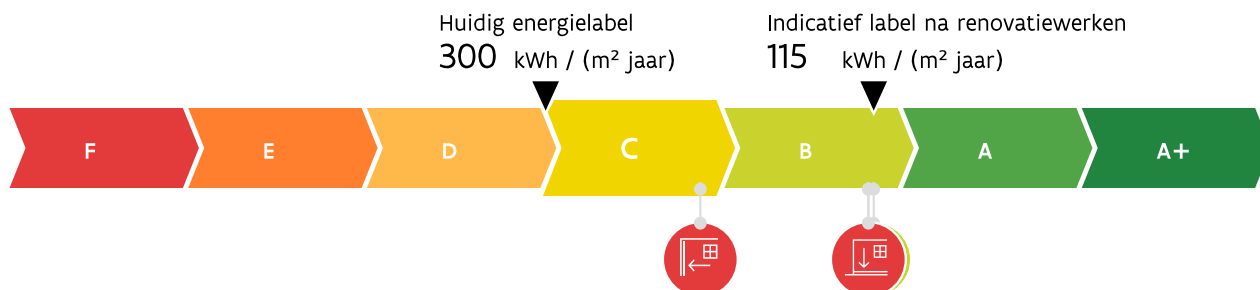 Huidig energielabel
300 kWh / (m² jaar)
Indicatief label na renovatiewerken
115 kWh / (m² jaar)
F E D C B A A+